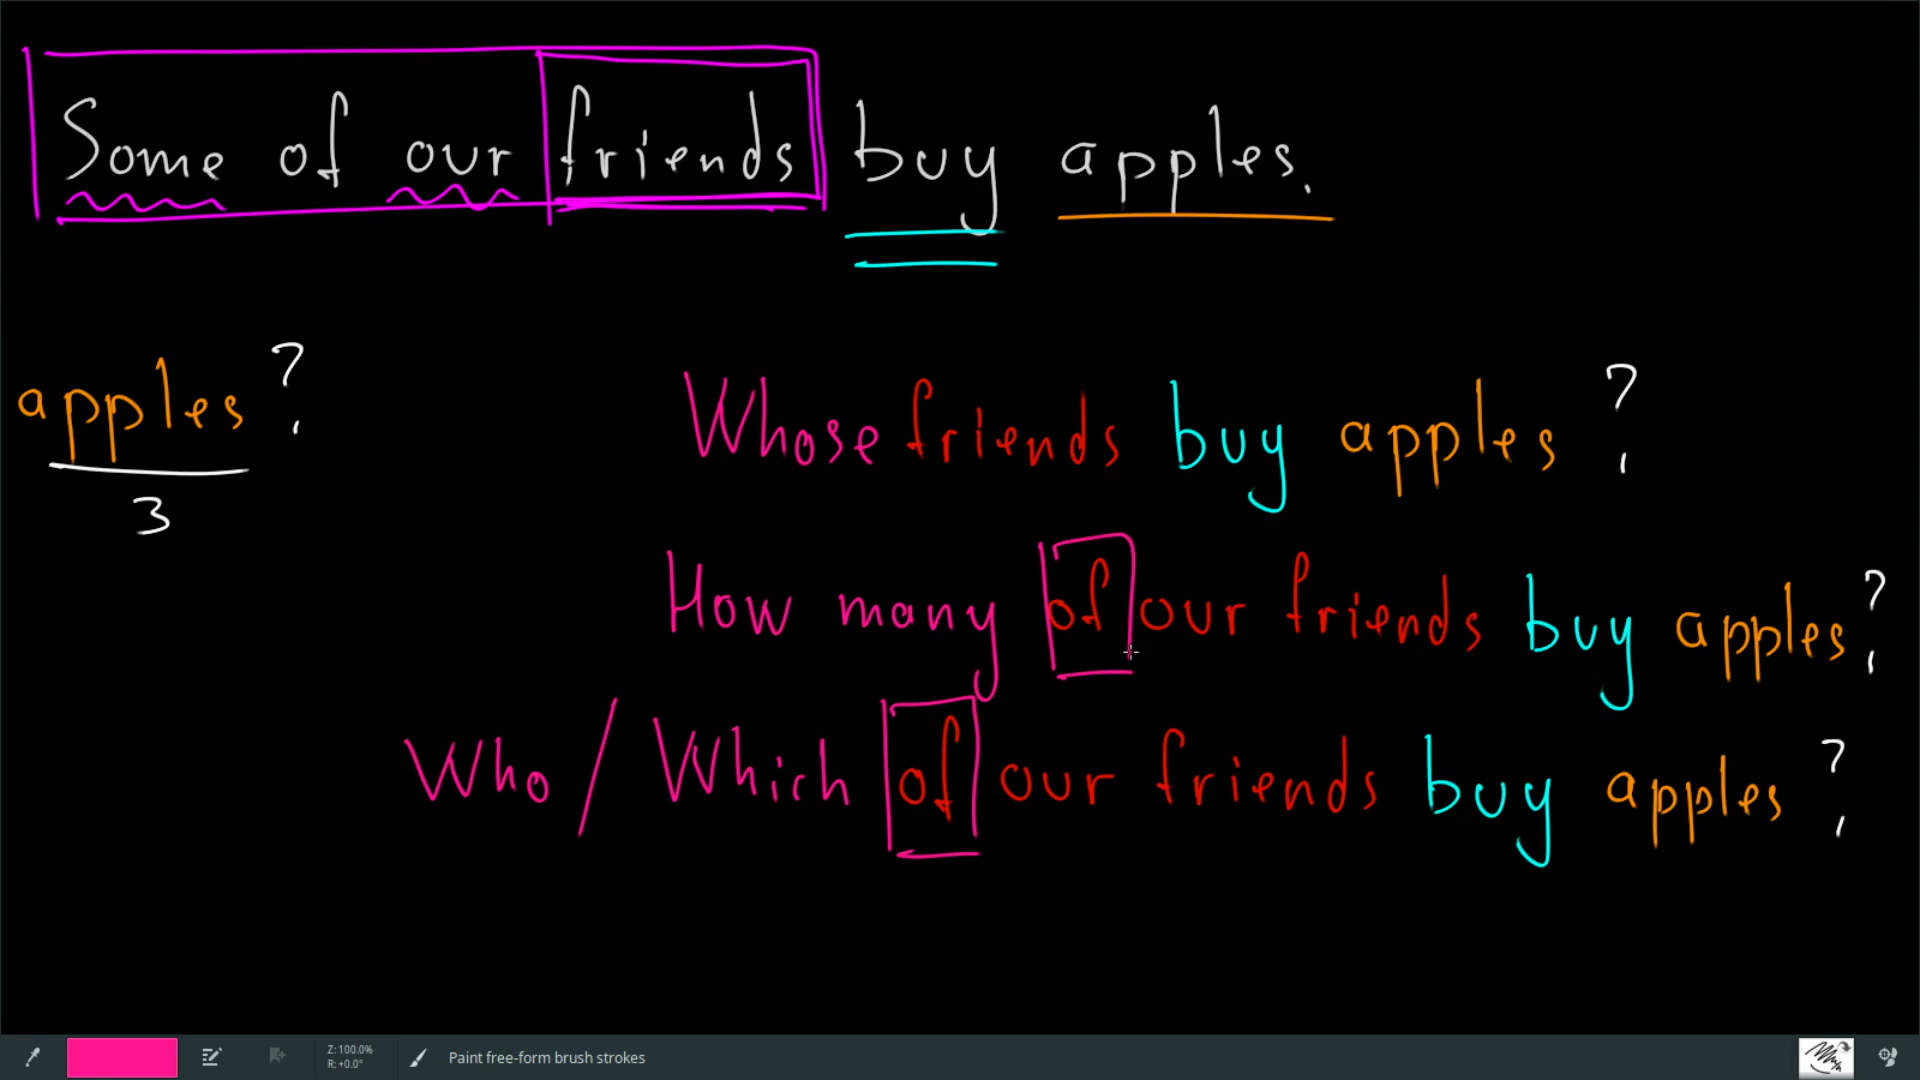 Some of our friends buy apples.
apples?
3
Whose friends buy apples?
How many of our friends buy apples?
Who / Which of our friends buy apples?
Z: 100.0%
R: +0.0°
Paint free-form brush strokes